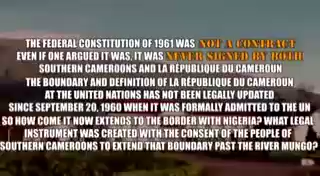 THE FEDERAL CONSTITUTION OF 1961 WAS NOT A CONTRACT
EVEN IF ONE ARGUED IT WAS, IT WAS NEVER SIGNED BY BOTH
SOUTHERN CAMEROONS AND LA RÉPUBLIQUE DU CAMEROUN
THE BOUNDARY AND DEFINITION OF LA RÉPUBLIQUE DU CAMEROUN
AT THE UNITED NATIONS HAS NOT BEEN LEGALLY UPDATED
SINCE SEPTEMBER 20, 1960 WHEN IT WAS FORMALLY ADMITTED TO THE UN
SO HOW COME IT NOW EXTENDS TO THE BORDER WITH NIGERIA? WHAT LEGAL
INSTRUMENT WAS CREATED WITH THE CONSENT OF THE PEOPLE OF
SOUTHERN CAMEROONS TO EXTEND THAT BOUNDARY PAST THE RIVER MUNGO?